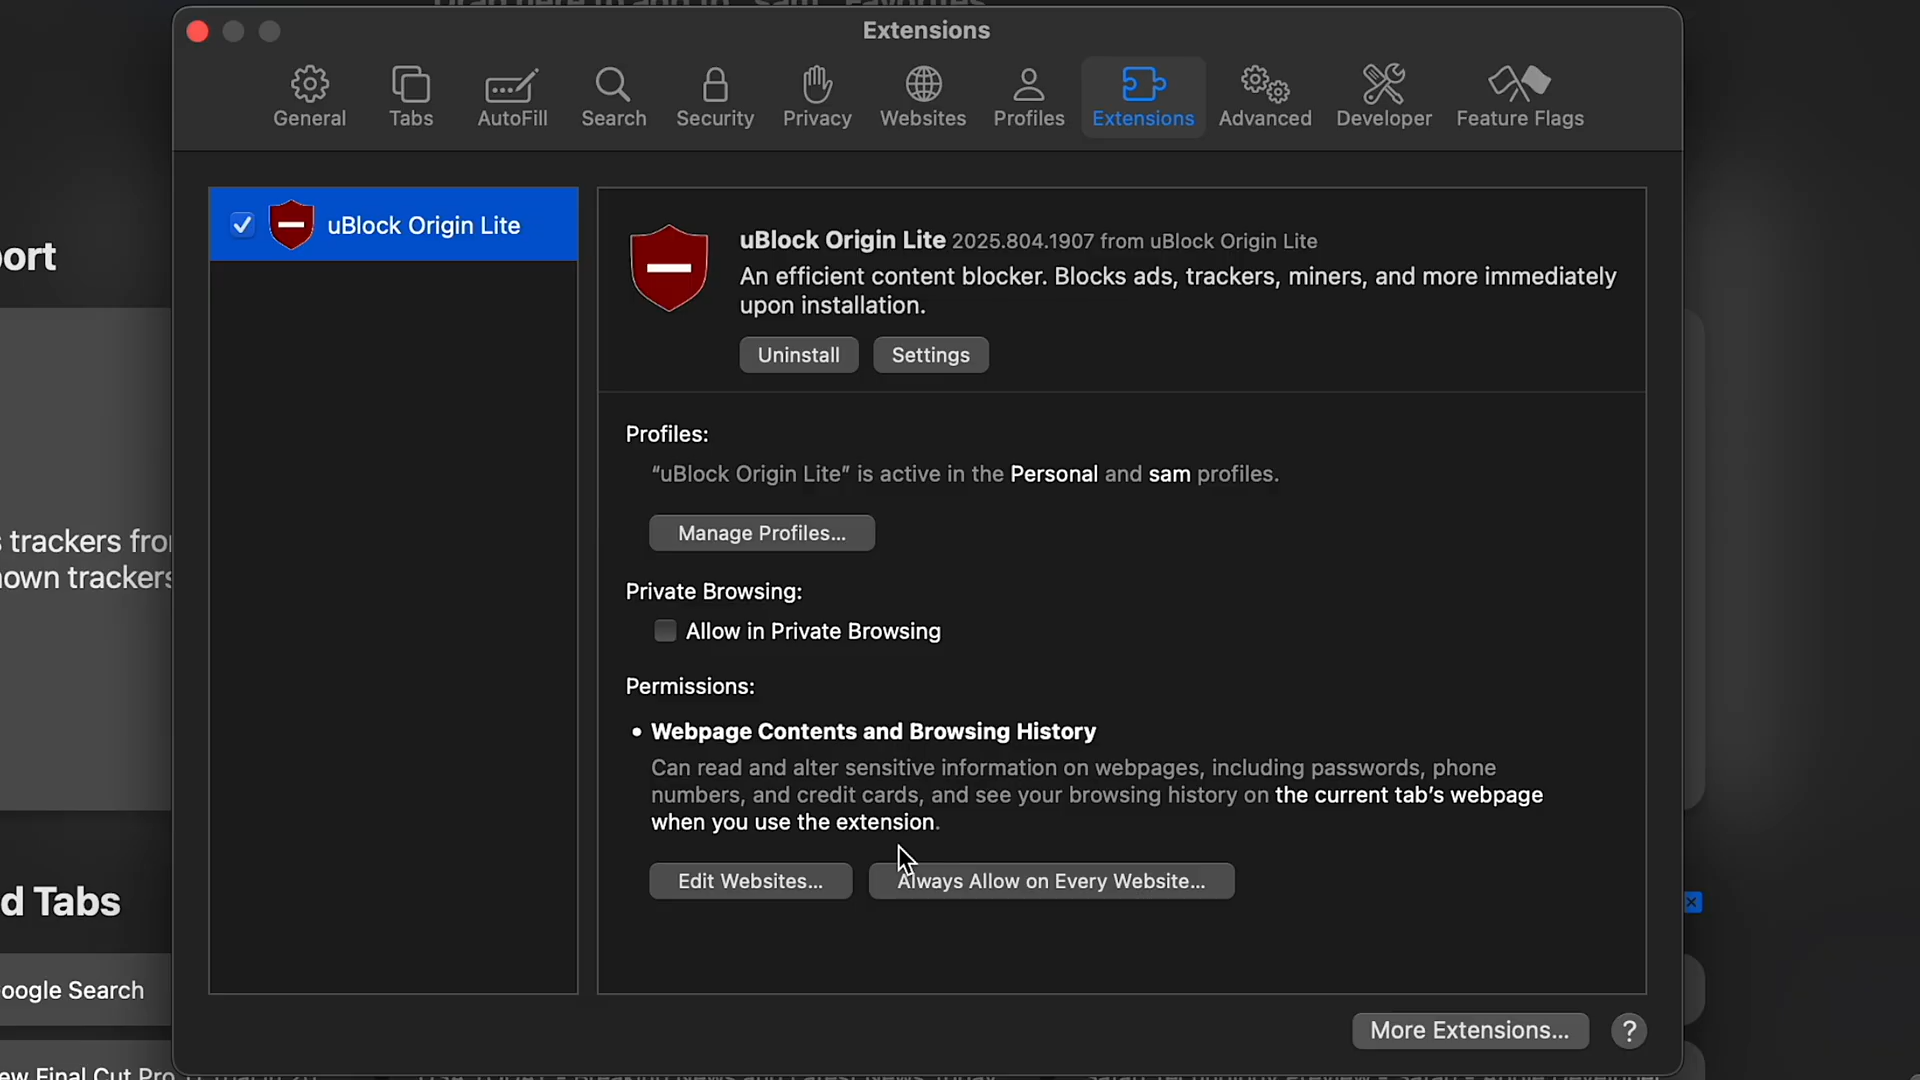 Extensions
General Tabs AutoFill Search Security Privacy Websites Profiles Extensions Advanced Developer Feature Flags
uBlock Origin Lite
uBlock Origin Lite 2025.804.1907 from uBlock Origin Lite
An efficient content blocker. Blocks ads, trackers, miners, and more immediately
upon installation.
Uninstall Settings
Profiles:
“uBlock Origin Lite” is active in the Personal and sam profiles.
Manage Profiles...
Private Browsing:
Allow in Private Browsing
Permissions:
• Webpage Contents and Browsing History
Can read and alter sensitive information on webpages, including passwords, phone
numbers, and credit cards, and see your browsing history on the current tab’s webpage
when you use the extension.
Edit Websites... Always Allow on Every Website...
More Extensions... ?
ort
trackers fro
own trackers
d Tabs
oogle Search
ew Final Cut Pro